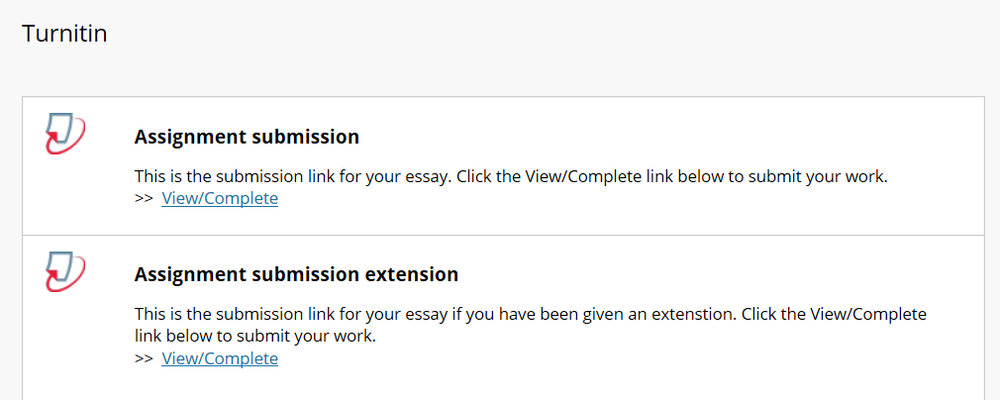 Turnitin
Assignment submission
This is the submission link for your essay. Click the View/Complete link below to submit your work.
>> View/Complete
Assignment submission extension
This is the submission link for your essay if you have been given an extenstion. Click the View/Complete
link below to submit your work.
>> View/Complete